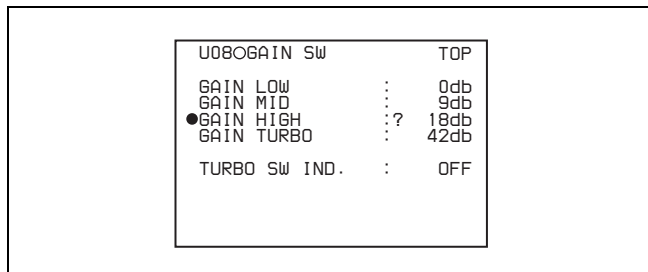 U08○GAIN SW TOP
GAIN LOW : 0db
GAIN MID : 9db
●GAIN HIGH :? 18db
GAIN TURBO : 42db
TURBO SW IND. : OFF